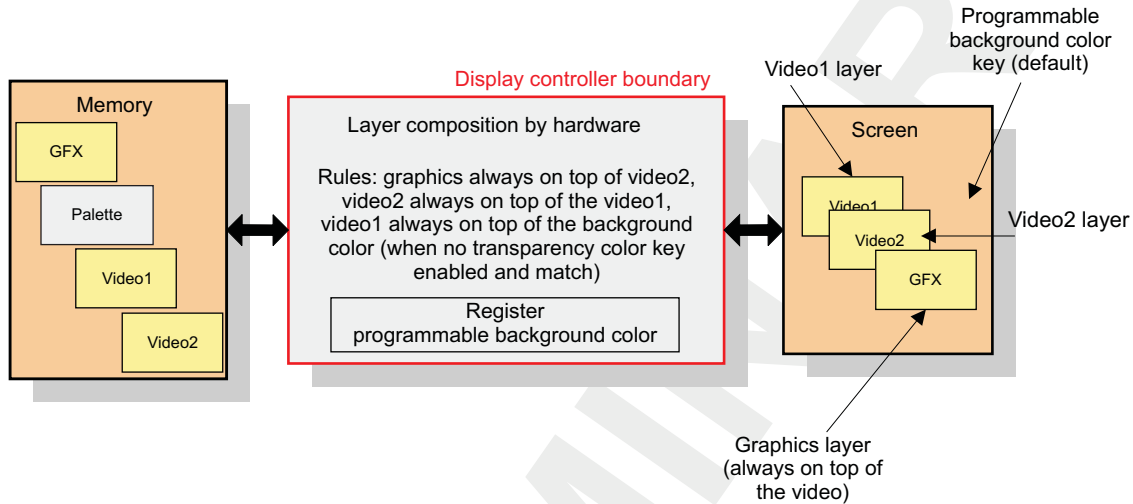 Programmable
background color
key (default)
Display controller boundary
Video1 layer
Memory
GFX
Palette
Video1
Video2
Layer composition by hardware
Rules: graphics always on top of video2,
video2 always on top of the video1,
video1 always on top of the background
color (when no transparency color key
enabled and match)
Register
programmable background color
Screen
Video1
Video2
GFX
Video2 layer
Graphics layer
(always on top of
the video)